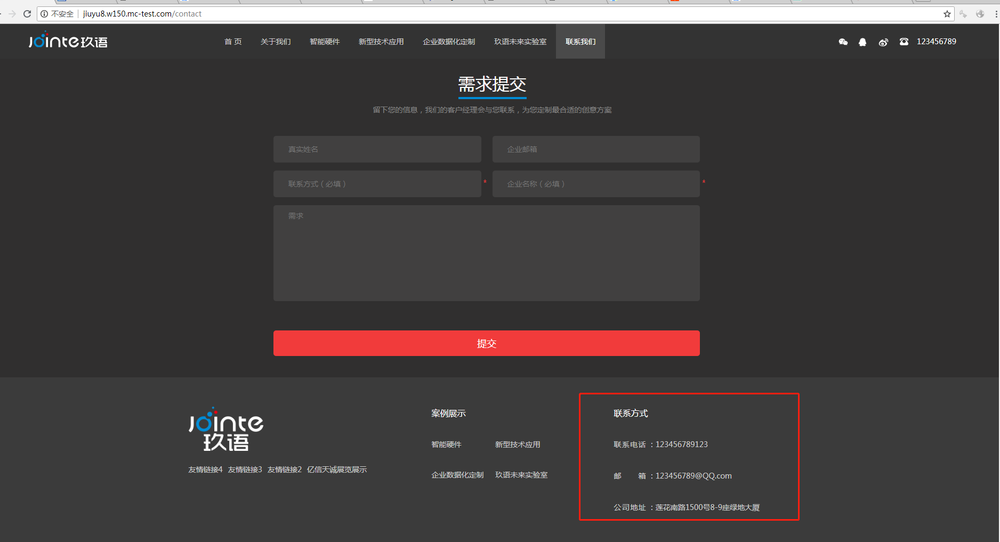 不安全 jiuyu8.w150.mc-test.com/contact
Jointe玖语 首 页 关于我们 智能硬件 新型技术应用 企业数据化定制 玖语未来实验室 联系我们 123456789
需求提交
留下您的信息，我们的客户经理会与您联系，为您定制最合适的创意方案
真实姓名 企业邮箱
联系方式（必填） * 企业名称（必填） *
需求
提交
Jointe
玖语
友情链接4 友情链接3 友情链接2 亿信天诚展览展示
案例展示
智能硬件 新型技术应用
企业数据化定制 玖语未来实验室
联系方式
联系电话 ：123456789123
邮 箱 ：123456789@QQ.com
公司地址 ：莲花南路1500号8-9座绿地大厦